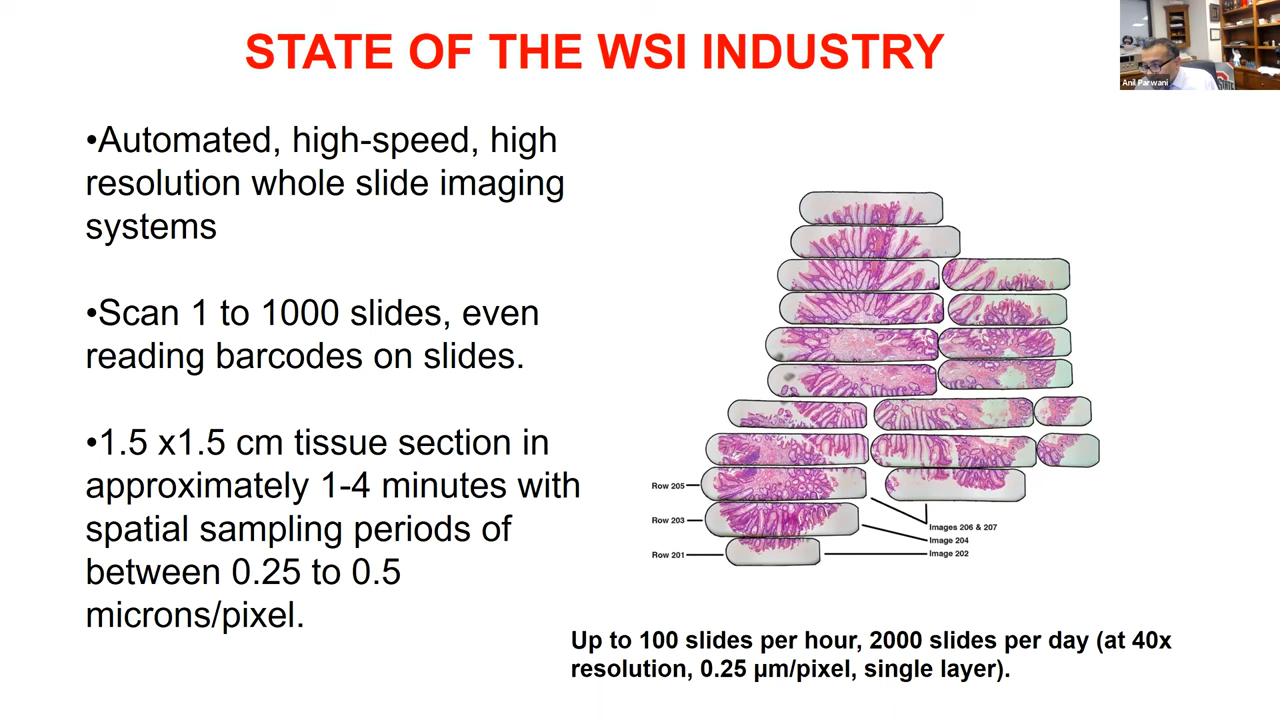 STATE OF THE WSI INDUSTRY
Anil Parwani
•Automated, high-speed, high
resolution whole slide imaging
systems
•Scan 1 to 1000 slides, even
reading barcodes on slides.
•1.5 x1.5 cm tissue section in
approximately 1-4 minutes with
spatial sampling periods of
between 0.25 to 0.5
microns/pixel.
Row 205
Row 203
Row 201
Images 206 & 207
Image 204
Image 202
Up to 100 slides per hour, 2000 slides per day (at 40x
resolution, 0.25 µm/pixel, single layer).